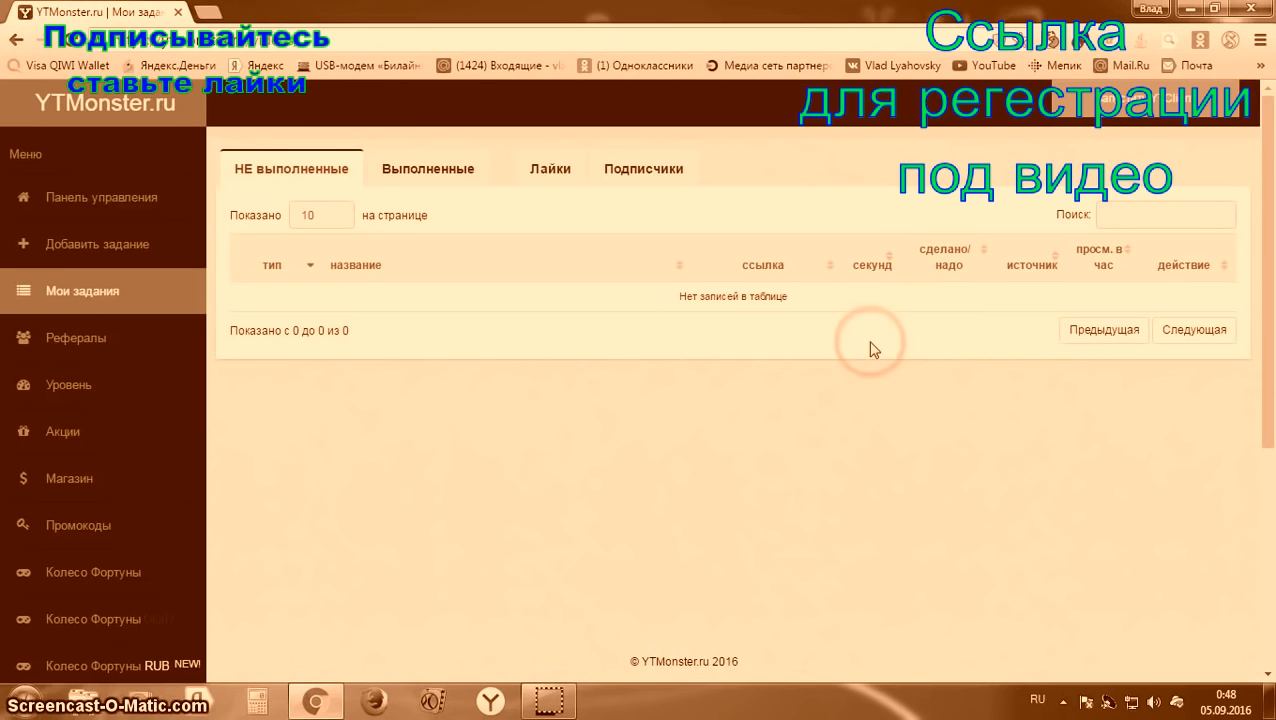 YTMonster.ru | Мои зада
Влад
Подписывайтесь
ставьте лайки
Ссылка
для регестрации
под видео
Visa QIWI Wallet
Яндекс.Деньги
Яндекс
USB-модем «Билайн
(1424) Входящие - vl
(1) Одноклассники
Медиа сеть партнер
Vlad Lyahovsky
YouTube
Мепик
Mail.Ru
Почта
»
YTMonster.ru
Меню
Панель управления
Добавить задание
Мои задания
Рефералы
Уровень
Акции
Магазин
Промокоды
Колесо Фортуны
Колесо Фортуны
Колесо Фортуны RUB NEW!
НЕ выполненные
Выполненные
Лайки
Подписчики
Показано 10 на странице
Поиск:
тип
название
ссылка
секунд
сделано/
надо
источник
просм. в
час
действие
Нет записей в таблице
Показано с 0 до 0 из 0
Предыдущая
Следующая
© YTMonster.ru 2016
Screencast-O-Matic.com
RU
0:48
05.09.2016